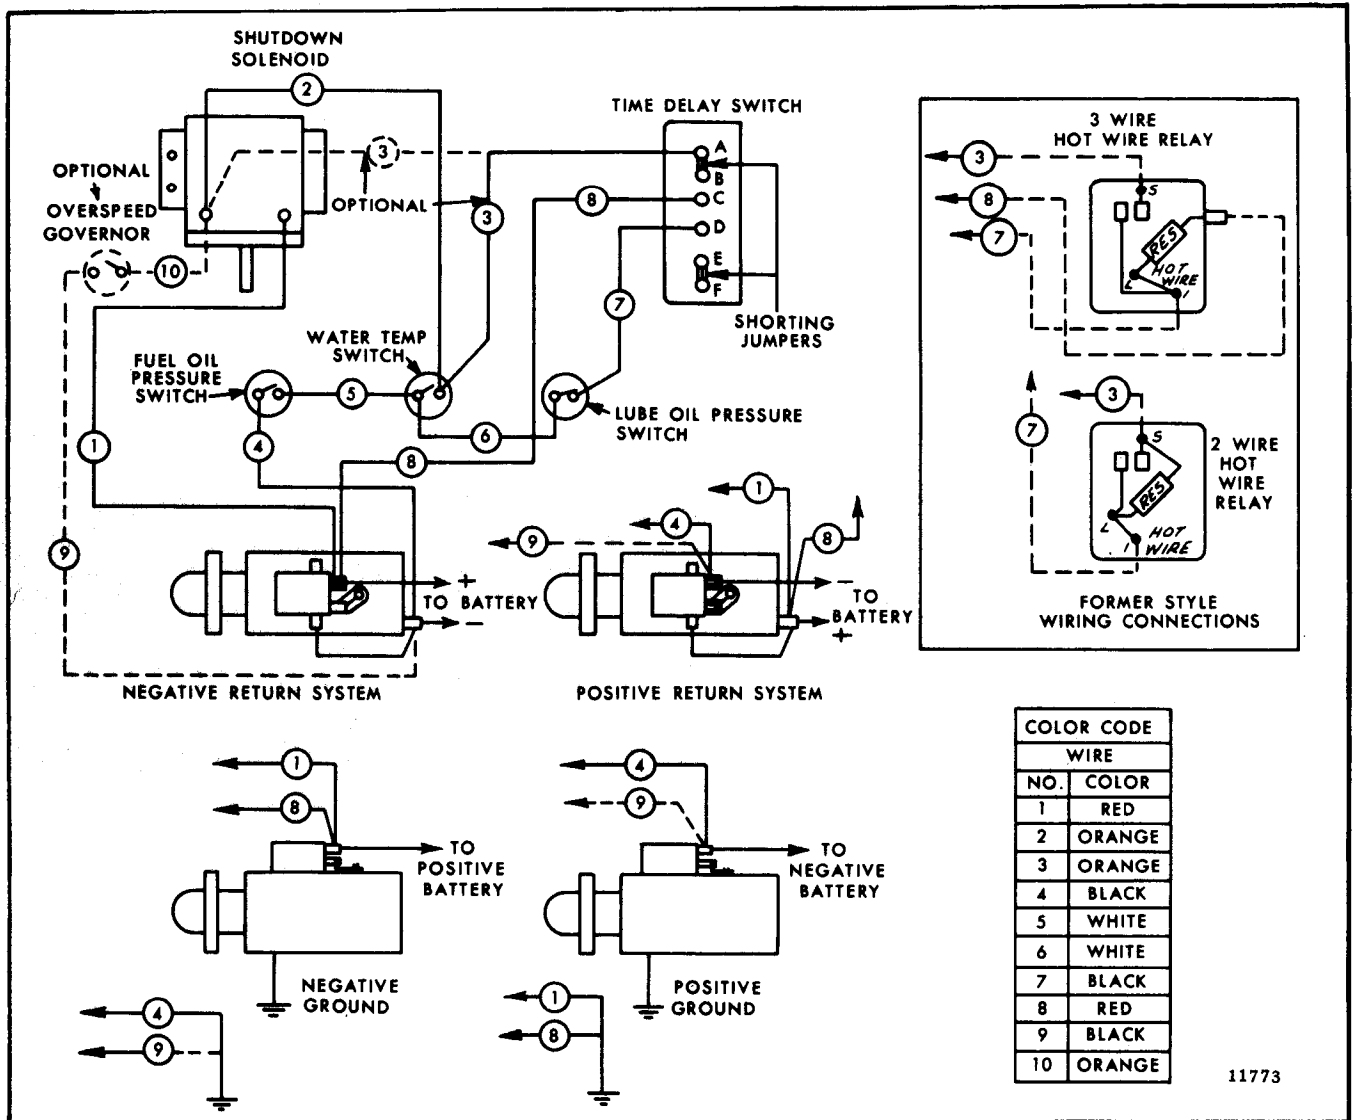 SHUTDOWN
SOLENOID
2
3
OPTIONAL
OVERSPEED
GOVERNOR
10
OPTIONAL
3
8
7
TIME DELAY SWITCH
A
B
C
D
E
F
SHORTING
JUMPERS
WATER TEMP
SWITCH
FUEL OIL
PRESSURE
SWITCH
5
LUBE OIL PRESSURE
SWITCH
1
4
6
8
9
+
TO BATTERY
−
NEGATIVE RETURN SYSTEM
1
4
9
8
−
TO
BATTERY
+
POSITIVE RETURN SYSTEM
3 WIRE
HOT WIRE RELAY
3
8
7
S
RES
HOT
WIRE
L
1
3
7
S
2 WIRE
HOT
WIRE
RELAY
RES
L
HOT
WIRE
1
FORMER STYLE
WIRING CONNECTIONS
1
8
TO
POSITIVE
BATTERY
NEGATIVE
GROUND
4
9
4
9
TO
NEGATIVE
BATTERY
POSITIVE
GROUND
1
8
COLOR CODE
WIRE
NO. COLOR
1 RED
2 ORANGE
3 ORANGE
4 BLACK
5 WHITE
6 WHITE
7 BLACK
8 RED
9 BLACK
10 ORANGE
11773